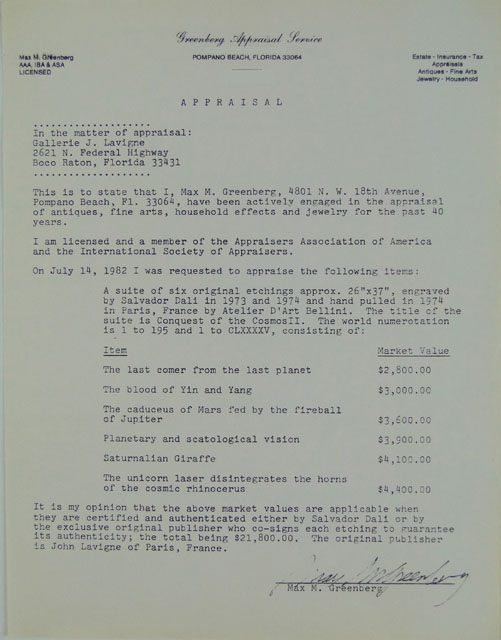 Greenberg Appraisal Service
Max M. Greenberg
AAA, ISA & ASA
LICENSED
POMPANO BEACH, FLORIDA 33064
Estate - Insurance - Tax
Appraisals
Antiques - Fine Arts
Jewelry - Household
APPRAISAL
....................
In the matter of appraisal:
Gallerie J. Lavigne
2621 N. Federal Highway
Boco Raton, Florida 33431
....................
This is to state that I, Max M. Greenberg, 4801 N. W. 18th Avenue,
Pompano Beach, Fl. 33064, have been actively engaged in the appraisal
of antiques, fine arts, household effects and jewelry for the past 40
years.
I am licensed and a member of the Appraisers Association of America
and the International Society of Appraisers.
On July 14, 1982 I was requested to appraise the following items:
A suite of six original etchings approx. 26"x37", engraved
by Salvador Dali in 1973 and 1974 and hand pulled in 1974
in Paris, France by Atelier D'Art Bellini. The title of the
suite is Conquest of the CosmosII. The world numerotation
is 1 to 195 and 1 to CLXXXXV, consisting of:
Item Market Value
The last comer from the last planet $2,800.00
The blood of Yin and Yang $3,000.00
The caduceus of Mars fed by the fireball
of Jupiter $3,600.00
Planetary and scatological vision $3,900.00
Saturnalian Giraffe $4,100.00
The unicorn laser disintegrates the horns
of the cosmic rhinocerus $4,400.00
It is my opinion that the above market values are applicable when
they are certified and authenticated either by Salvador Dali or by
the exclusive original publisher who co-signs each etching to guarantee
its authenticity; the total being $21,800.00. The original publisher
is John Lavigne of Paris, France.
Max M. Greenberg
Max M. Greenberg